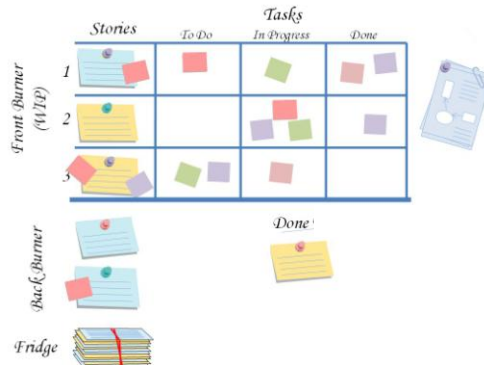 Tasks
Stories
To Do In Progress Done
Front Burner
(WIP)
1
2
3
Back Burner
Done
Fridge